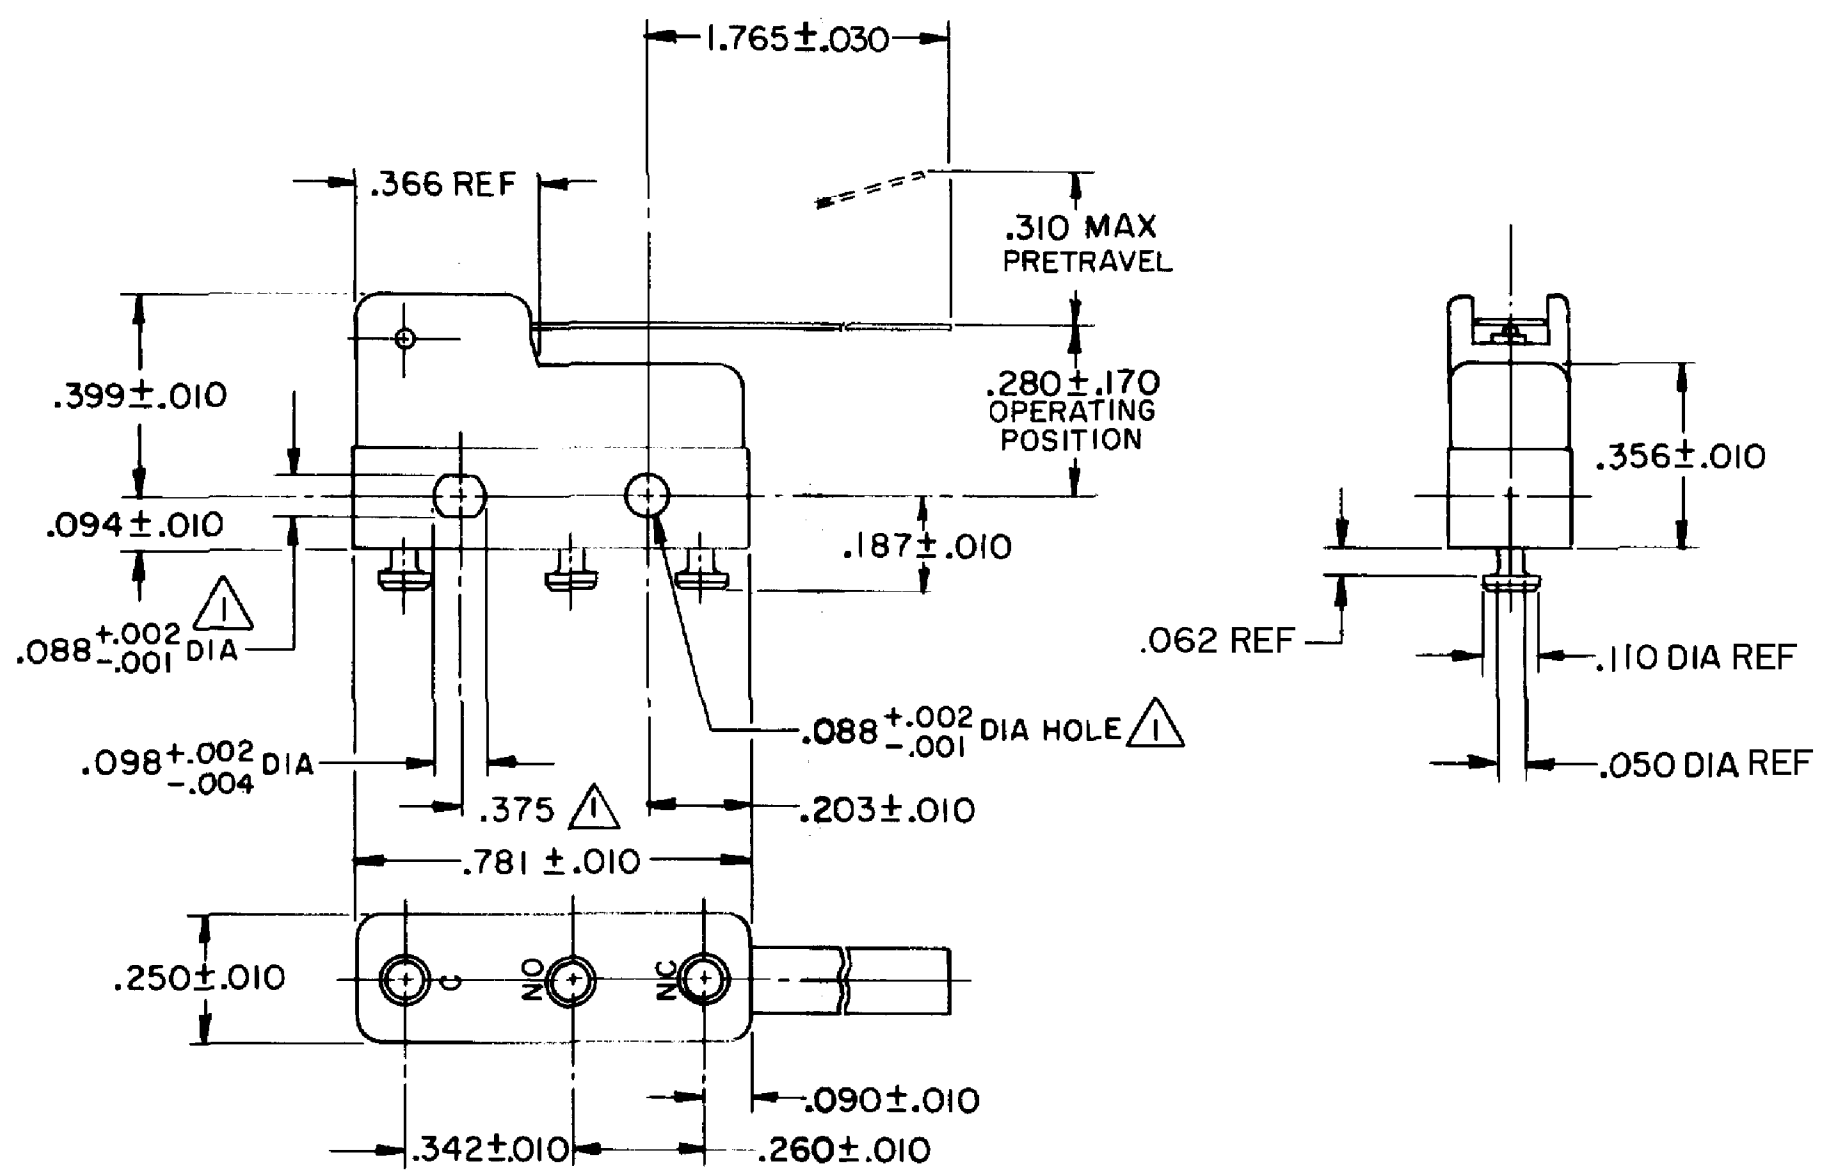 1.765±.030
.366 REF
.310 MAX
PRETRAVEL
.399±.010
.280±.170
OPERATING
POSITION
.356±.010
.094±.010
.187±.010
1
.088 +.002 -.001 DIA
.062 REF
.110 DIA REF
.088 +.002 -.001 DIA HOLE 1
.098 +.002 -.004 DIA
.050 DIA REF
.375 1
.203±.010
.781 ±.010
.250±.010
C
NO
NC
.090±.010
.342±.010
.260±.010